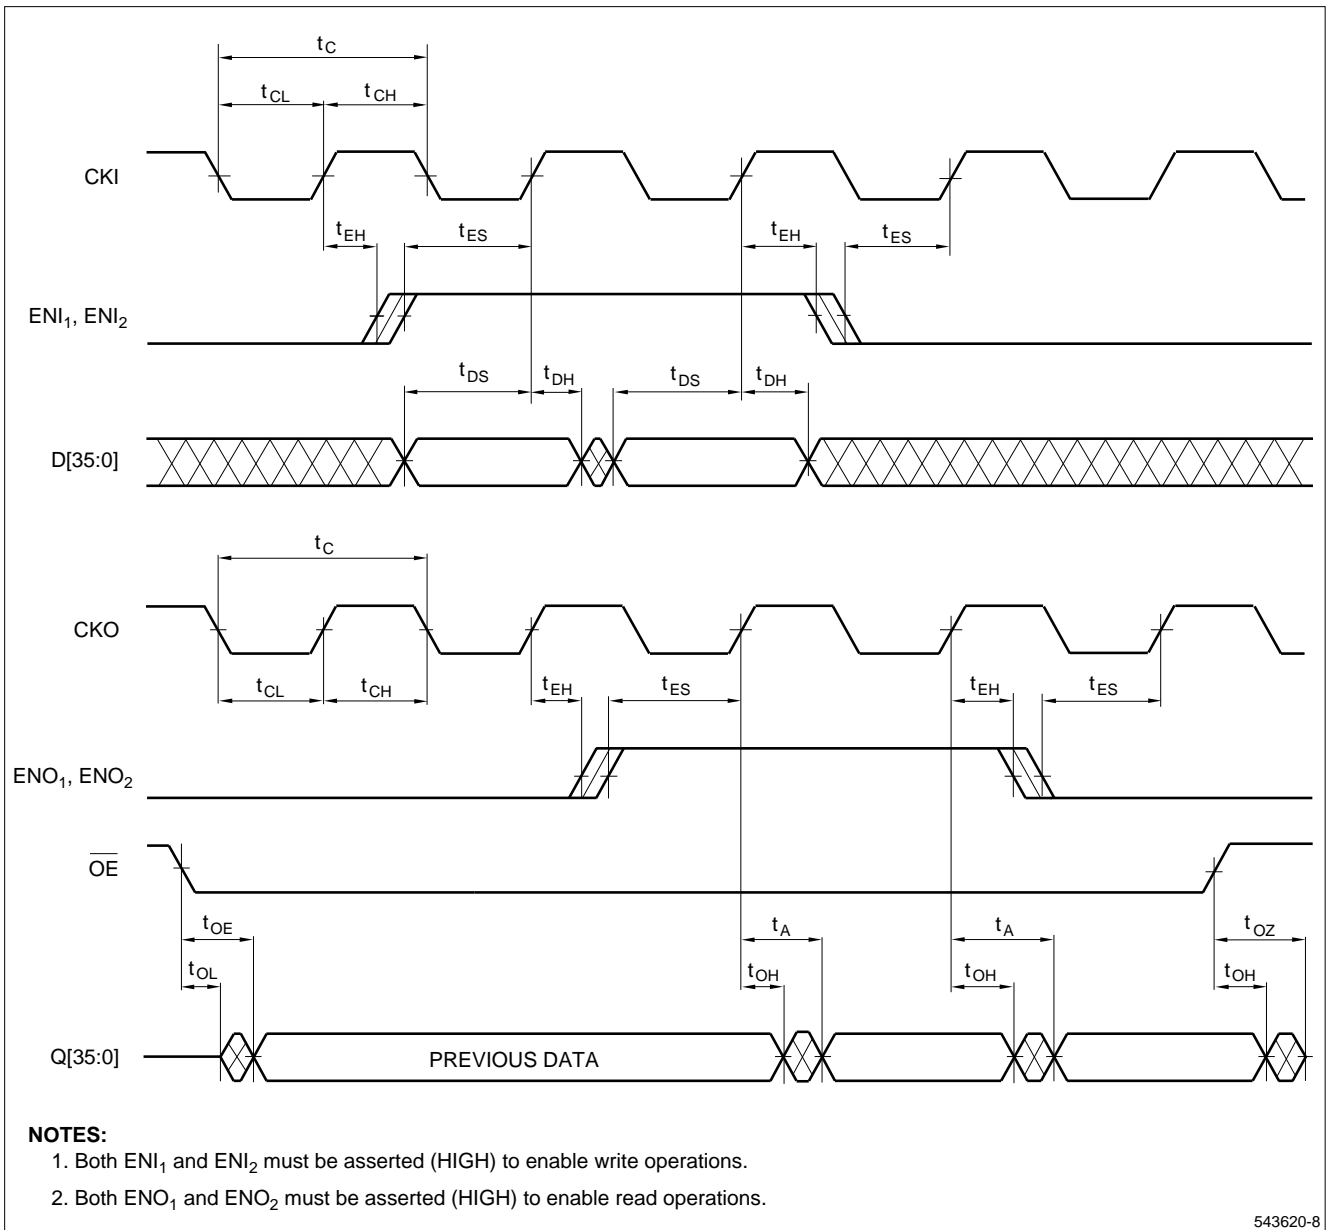 tC
tCL tCH
CKI
tEH tES tEH tES
ENI1, ENI2
tDS tDH tDS tDH
D[35:0]
tC
CKO
tCL tCH tEH tES tEH tES
ENO1, ENO2
OE
tOE tA tA tOZ
tOL tOH tOH tOH
Q[35:0] PREVIOUS DATA
NOTES:
1. Both ENI1 and ENI2 must be asserted (HIGH) to enable write operations.
2. Both ENO1 and ENO2 must be asserted (HIGH) to enable read operations.
543620-8